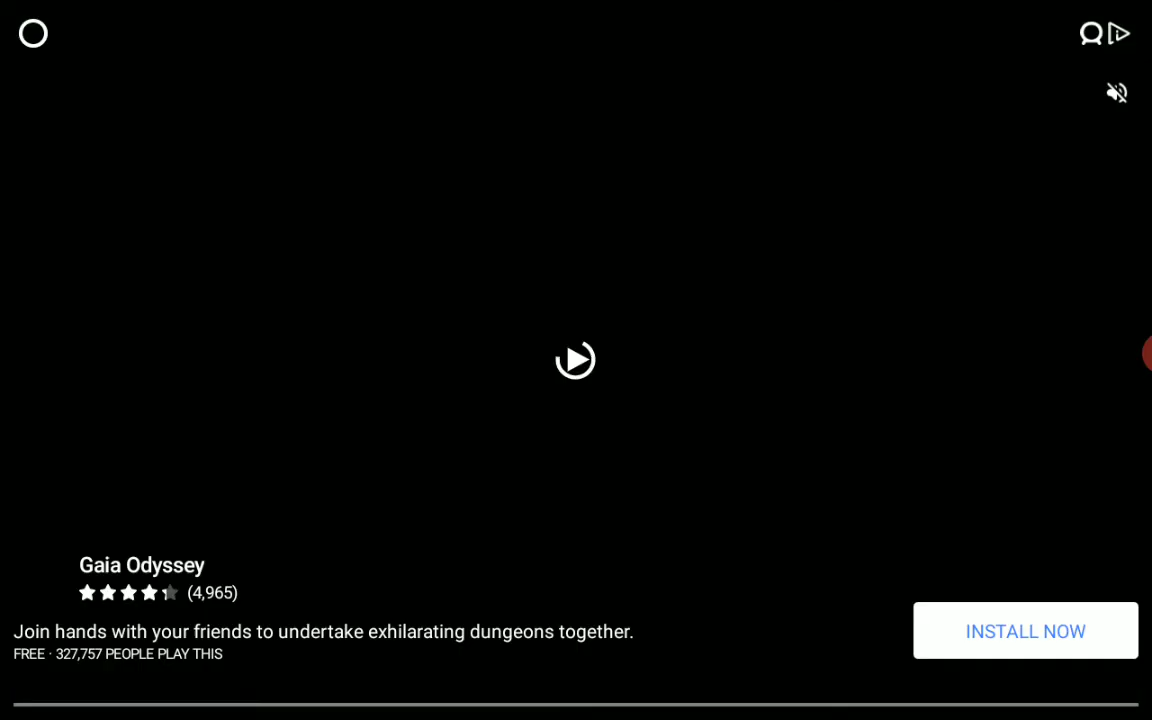 Gaia Odyssey
(4,965)
Join hands with your friends to undertake exhilarating dungeons together.
FREE · 327,757 PEOPLE PLAY THIS
INSTALL NOW